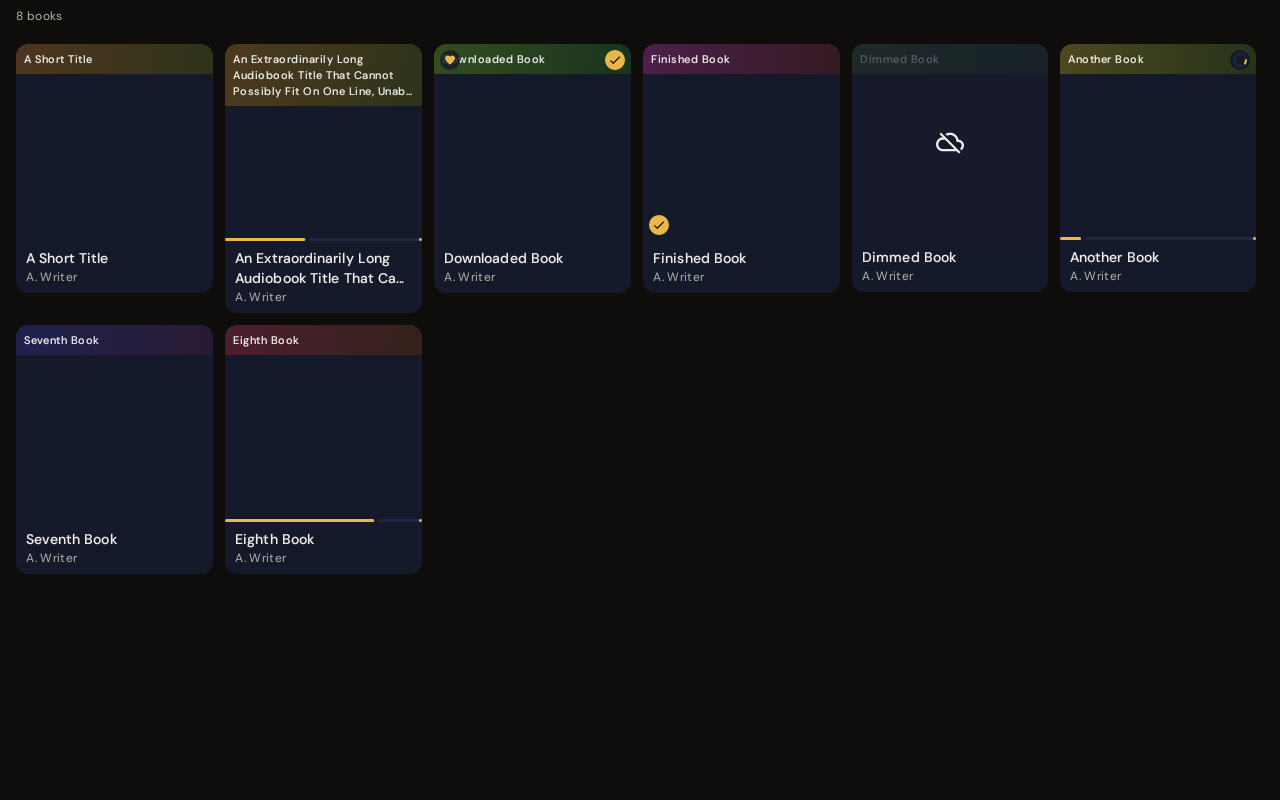 8 books
A Short Title
A Short Title
A. Writer
An Extraordinarily Long
Audiobook Title That Cannot
Possibly Fit On One Line, Unab…
An Extraordinarily Long
Audiobook Title That Ca…
A. Writer
wnloaded Book
Downloaded Book
A. Writer
Finished Book
Finished Book
A. Writer
Dimmed Book
Dimmed Book
A. Writer
Another Book
Another Book
A. Writer
Seventh Book
Seventh Book
A. Writer
Eighth Book
Eighth Book
A. Writer